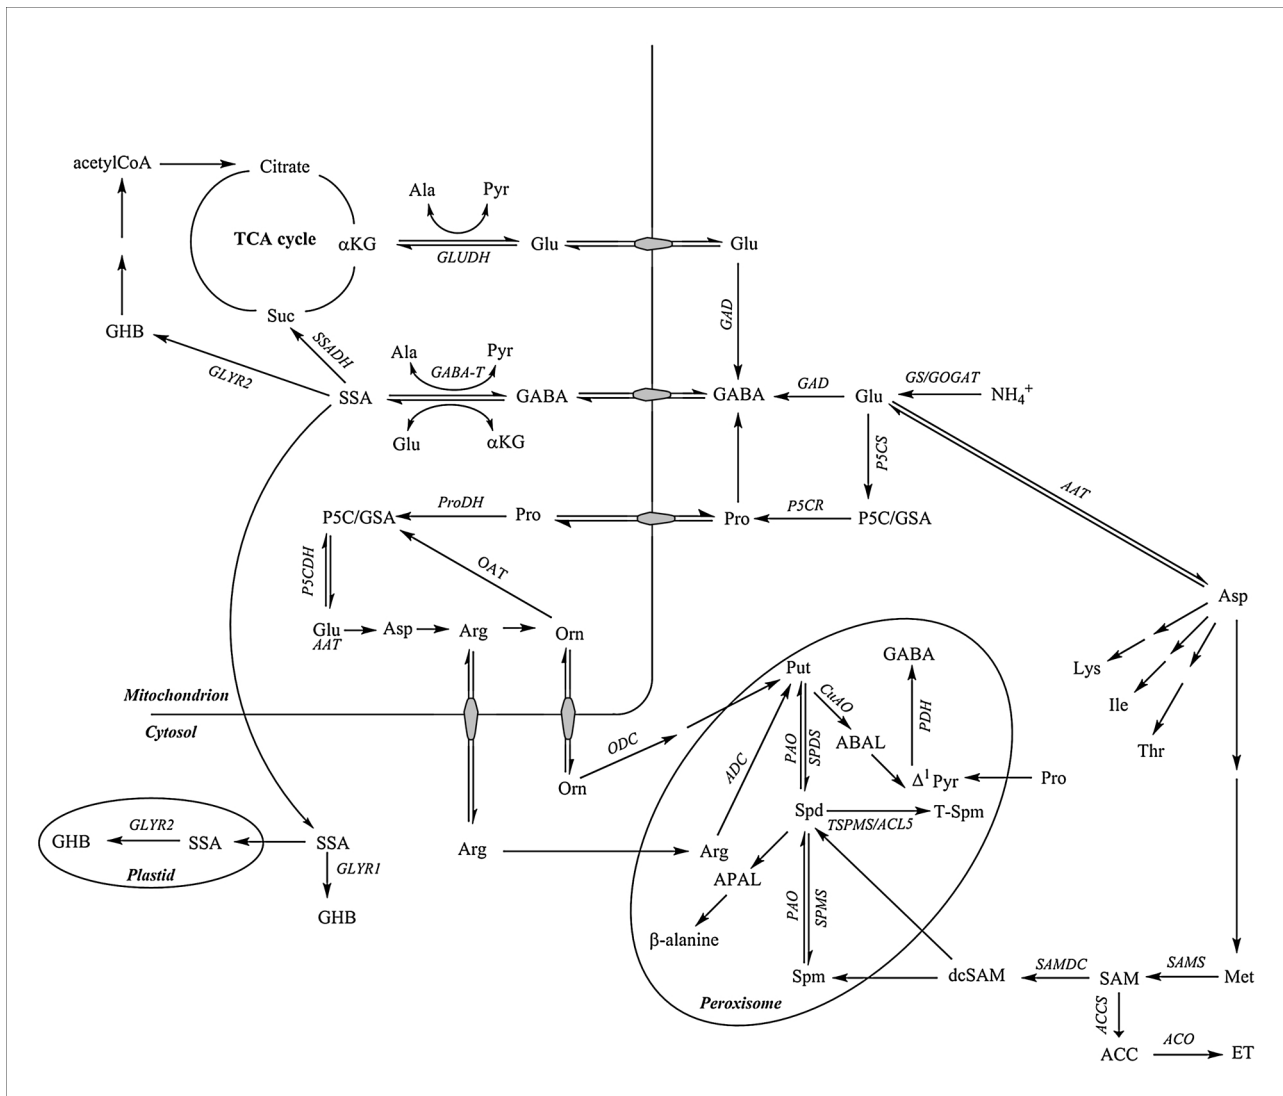 acetylCoA
Citrate
Ala
Pyr
TCA cycle
αKG
Glu
Glu
GLUDH
GAD
Suc
GHB
SSADH
GLYR2
Ala
Pyr
GABA-T
SSA
GABA
GABA
GAD
Glu
GS/GOGAT
NH4+
Glu
αKG
P5CS
AAT
ProDH
P5C/GSA
Pro
Pro
P5CR
P5C/GSA
P5CDH
OAT
Asp
Glu
AAT
Asp
Arg
Orn
GABA
Put
Lys
Mitochondrion
Cytosol
CuAO
Ile
PDH
ODC
ABAL
PAO
SPDS
Thr
ADC
Orn
Δ1 Pyr
Pro
Spd
T-Spm
TSPMS/ACL5
GHB
GLYR2
SSA
SSA
Arg
Arg
GLYR1
Plastid
APAL
GHB
PAO
SPMS
β-alanine
Spm
dcSAM
SAMDC
SAM
SAMS
Met
Peroxisome
ACCS
ACC
ACO
ET